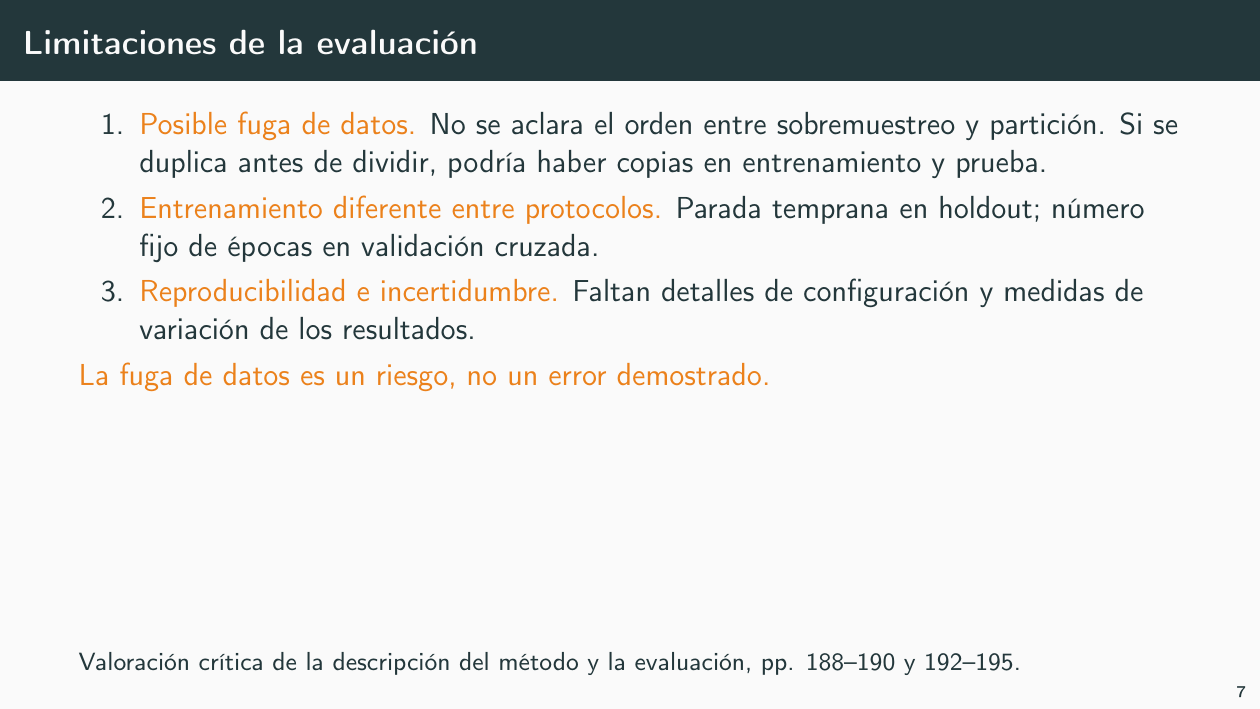 Limitaciones de la evaluación
1. Posible fuga de datos. No se aclara el orden entre sobremuestreo y partición. Si se
duplica antes de dividir, podría haber copias en entrenamiento y prueba.
2. Entrenamiento diferente entre protocolos. Parada temprana en holdout; número
fijo de épocas en validación cruzada.
3. Reproducibilidad e incertidumbre. Faltan detalles de configuración y medidas de
variación de los resultados.
La fuga de datos es un riesgo, no un error demostrado.
Valoración crítica de la descripción del método y la evaluación, pp. 188–190 y 192–195.
7